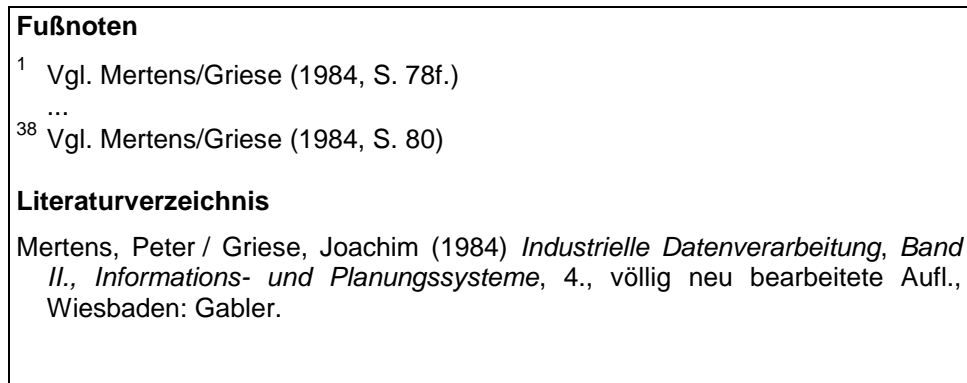 Fußnoten
1 Vgl. Mertens/Griese (1984, S. 78f.)
...
38 Vgl. Mertens/Griese (1984, S. 80)
Literaturverzeichnis
Mertens, Peter / Griese, Joachim (1984) Industrielle Datenverarbeitung, Band
II., Informations- und Planungssysteme, 4., völlig neu bearbeitete Aufl.,
Wiesbaden: Gabler.